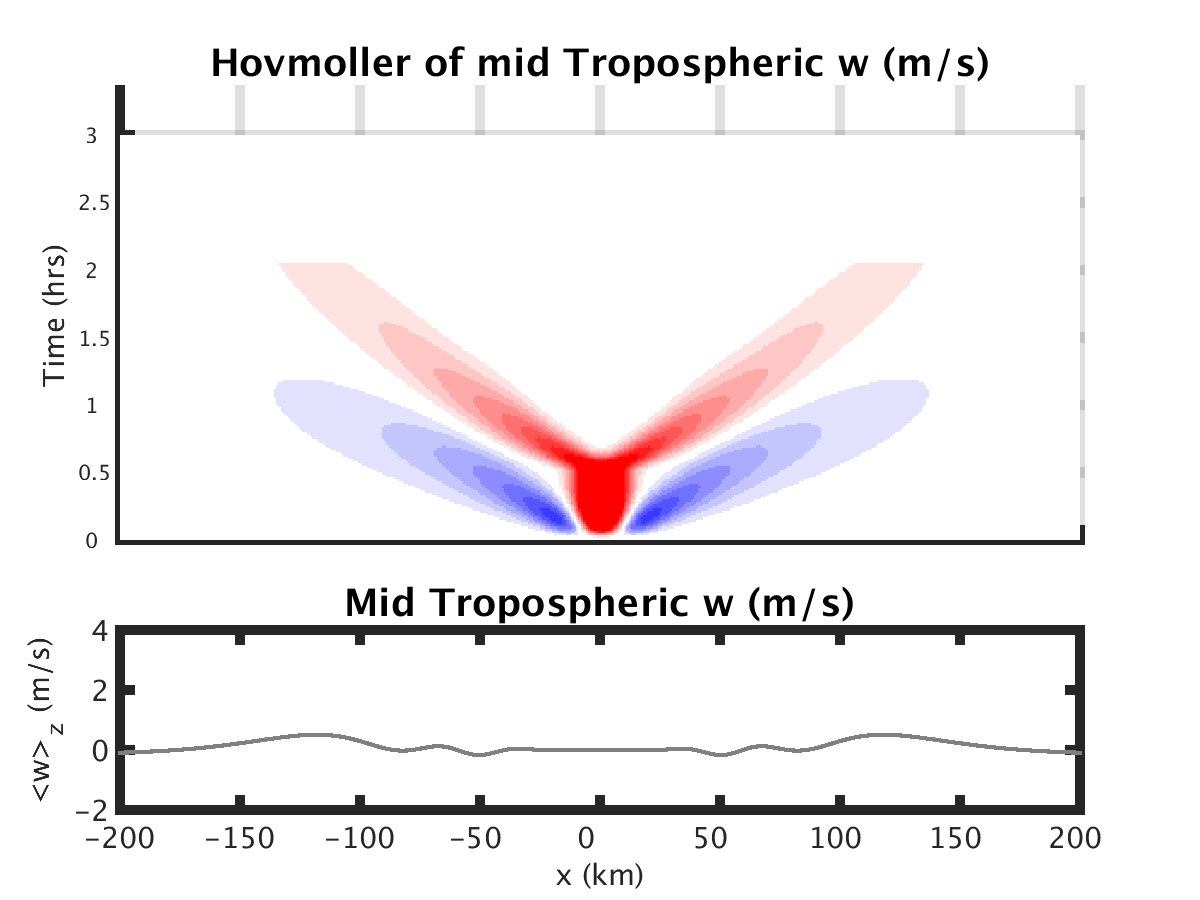 Hovmoller of mid Tropospheric w (m/s)
3
2.5
2
1.5
1
0.5
0
Time (hrs)
Mid Tropospheric w (m/s)
4
2
0
-2
<w> z (m/s)
-200 -150 -100 -50 0 50 100 150 200
x (km)